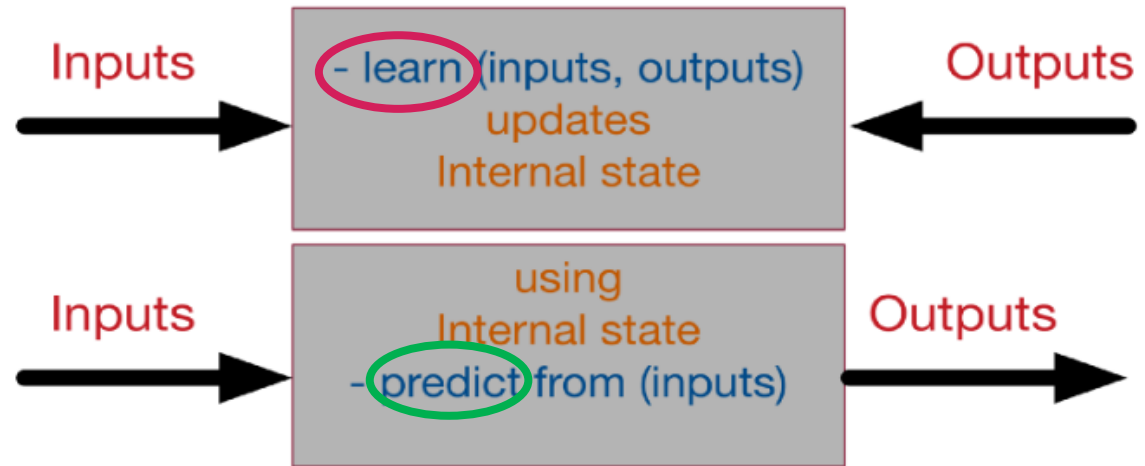 Inputs
- learn (inputs, outputs)
updates
Internal state
Outputs
Inputs
using
Internal state
- predict from (inputs)
Outputs